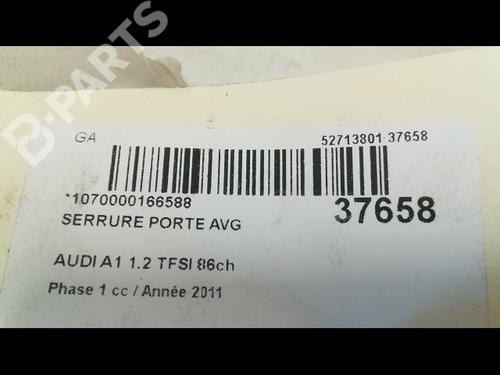 B-PARTS
GA
52713801 37658
*1070000166588
37658
SERRURE PORTE AVG
AUDI A1 1.2 TFSI 86ch
Phase 1 cc / Année 2011